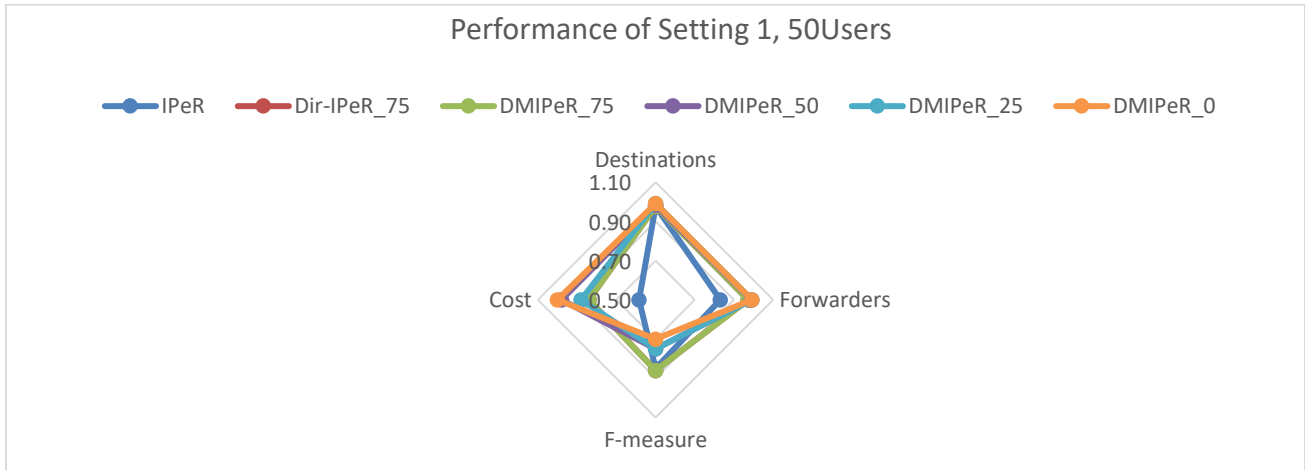 Performance of Setting 1, 50Users
IPeR Dir-IPeR_75 DMIPeR_75 DMIPeR_50 DMIPeR_25 DMIPeR_0
Destinations
1.10
0.90
0.70
Cost 0.50 Forwarders
F-measure